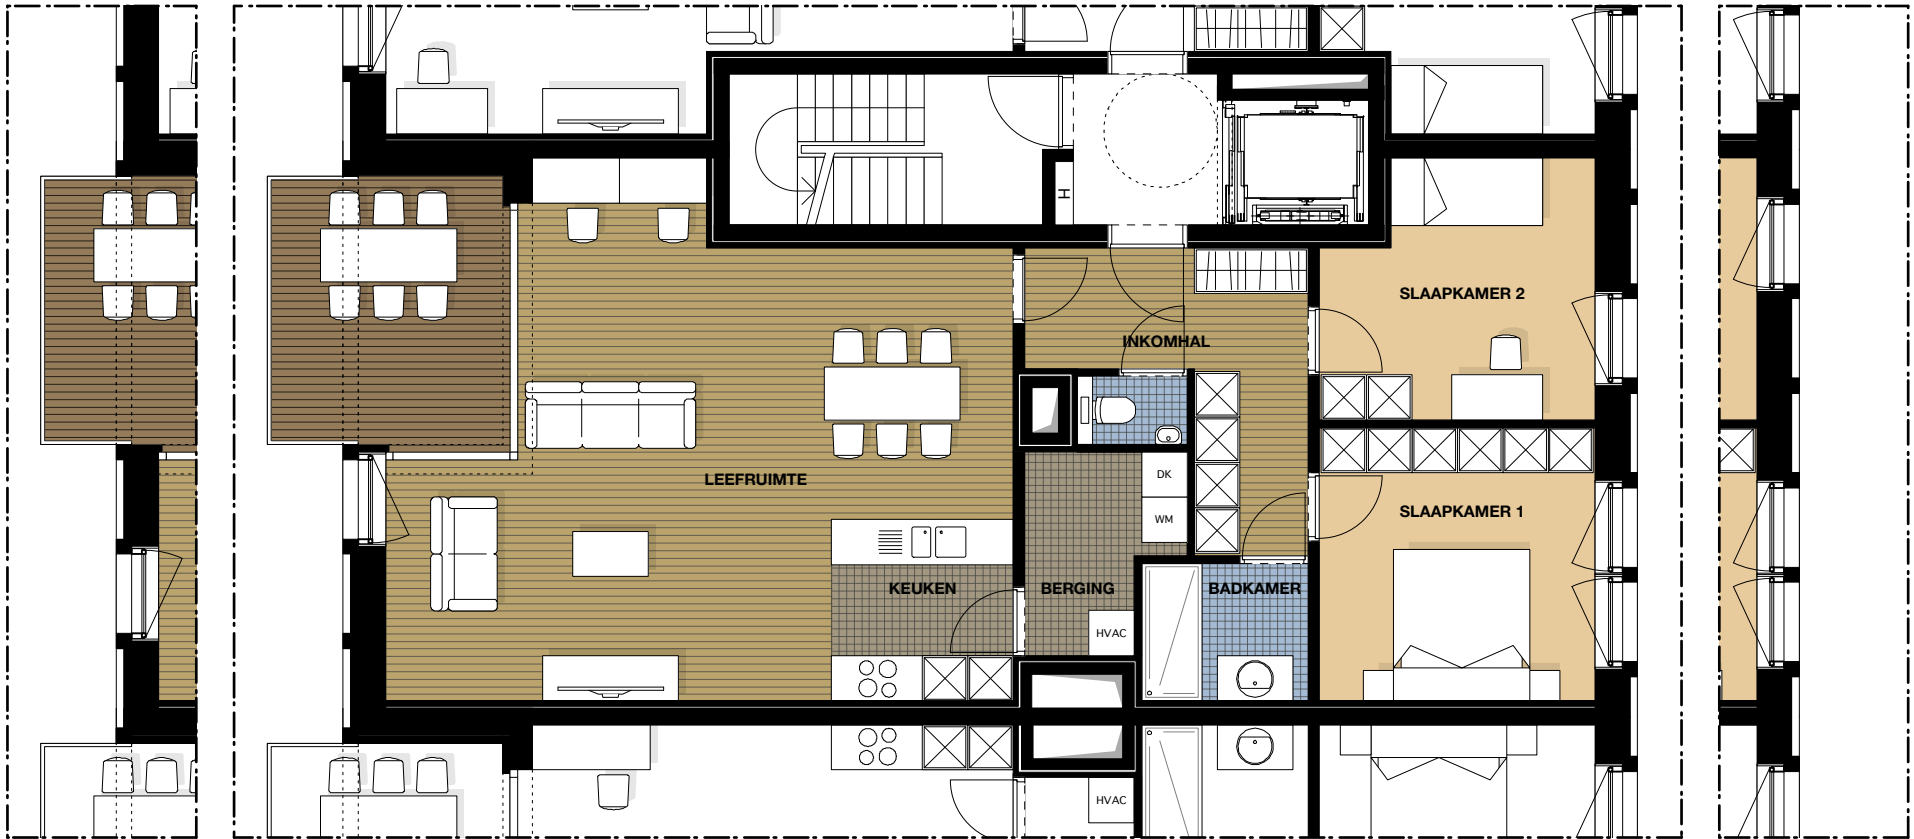 H
SLAAPKAMER 2
INKOMHAL
LEEFRUIMTE
DK
WM
SLAAPKAMER 1
KEUKEN
BERGING
BADKAMER
HVAC
HVAC